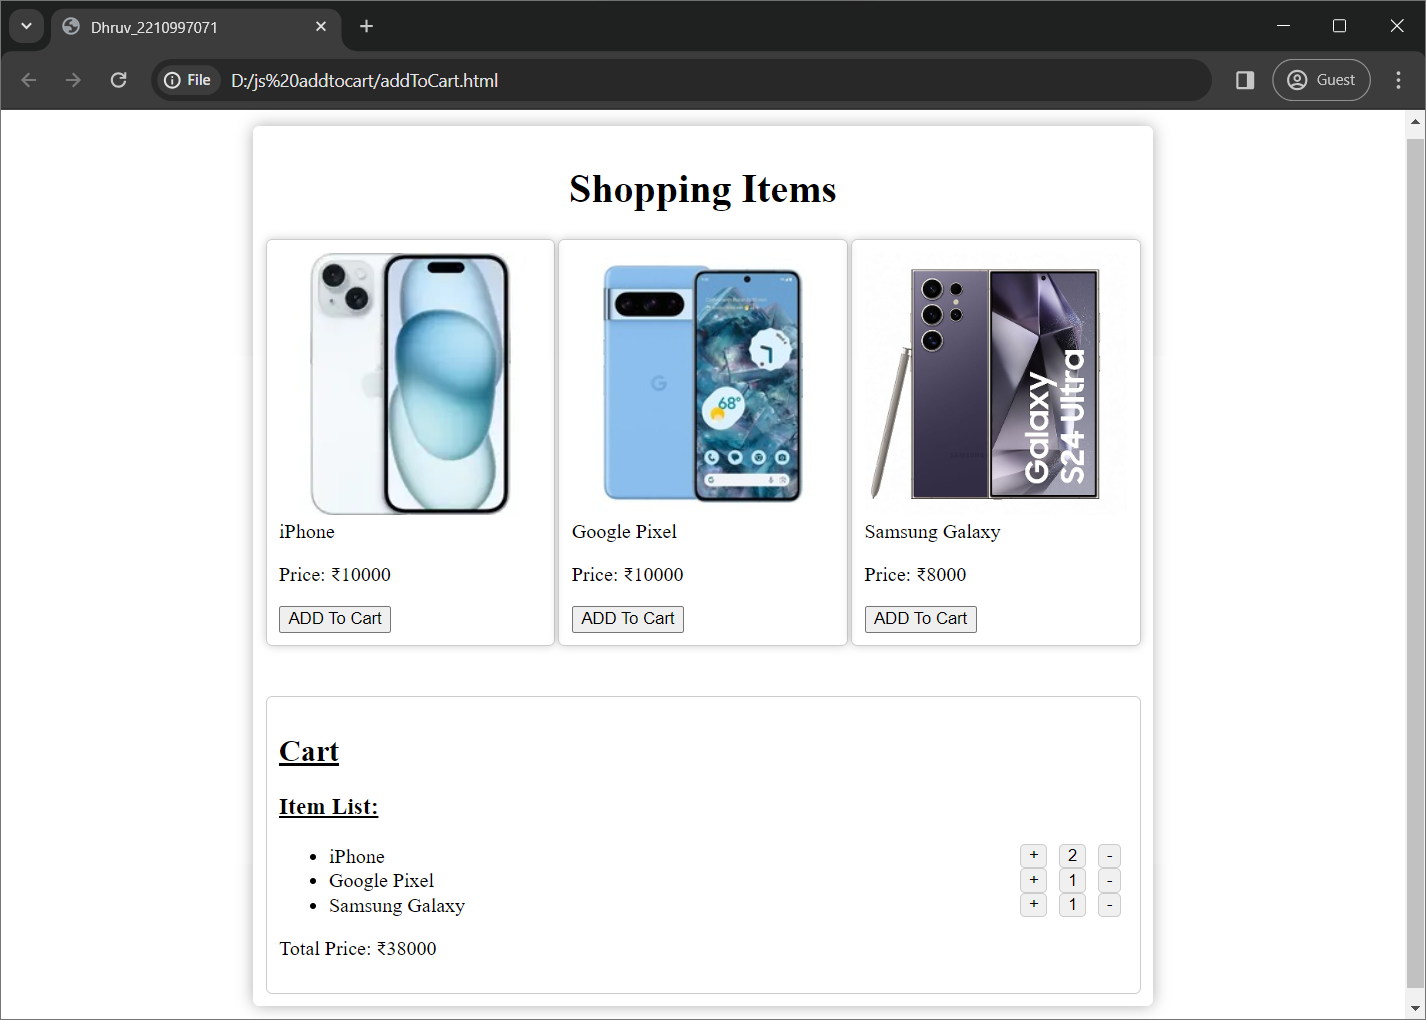 Dhruv_2210997071
File D:/js%20addtocart/addToCart.html
Guest
Shopping Items
68°
Galaxy
S24 Ultra
iPhone
Price: ₹10000
ADD To Cart
Google Pixel
Price: ₹10000
ADD To Cart
Samsung Galaxy
Price: ₹8000
ADD To Cart
Cart
Item List:
• iPhone + 2 -
• Google Pixel + 1 -
• Samsung Galaxy + 1 -
Total Price: ₹38000